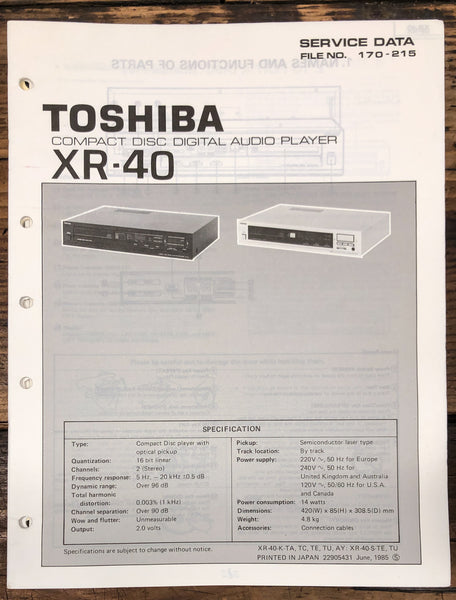 SERVICE DATA
FILE NO. 170-215
1. NAMES AND FUNCTIONS OF PARTS
TOSHIBA
COMPACT DISC DIGITAL AUDIO PLAYER
XR-40
SPECIFICATION
Type: Compact Disc player with
optical pickup
Quantization: 16 bit linear
Channels: 2 (Stereo)
Frequency response: 5 Hz, – 20 kHz ±0.5 dB
Dynamic range: Over 96 dB
Total harmonic
distortion: 0.003% (1 kHz)
Channel separation: Over 90 dB
Wow and flutter: Unmeasurable
Output: 2.0 volts
Pickup: Semiconductor laser type
Track location: By track
Power supply: 220V ~, 50 Hz for Europe
240V ~, 50 Hz for
United Kingdom and Australia
120V ~, 50/60 Hz for U.S.A.
and Canada
Power consumption: 14 watts
Dimensions: 420(W) x 85(H) x 308.5(D) mm
Weight: 4.8 kg
Accessories: Connection cables
Specifications are subject to change without notice.
XR-40-K-TA, TC, TE, TU, AY: XR-40-S-TE, TU
PRINTED IN JAPAN 22905431 June, 1985 Ⓢ